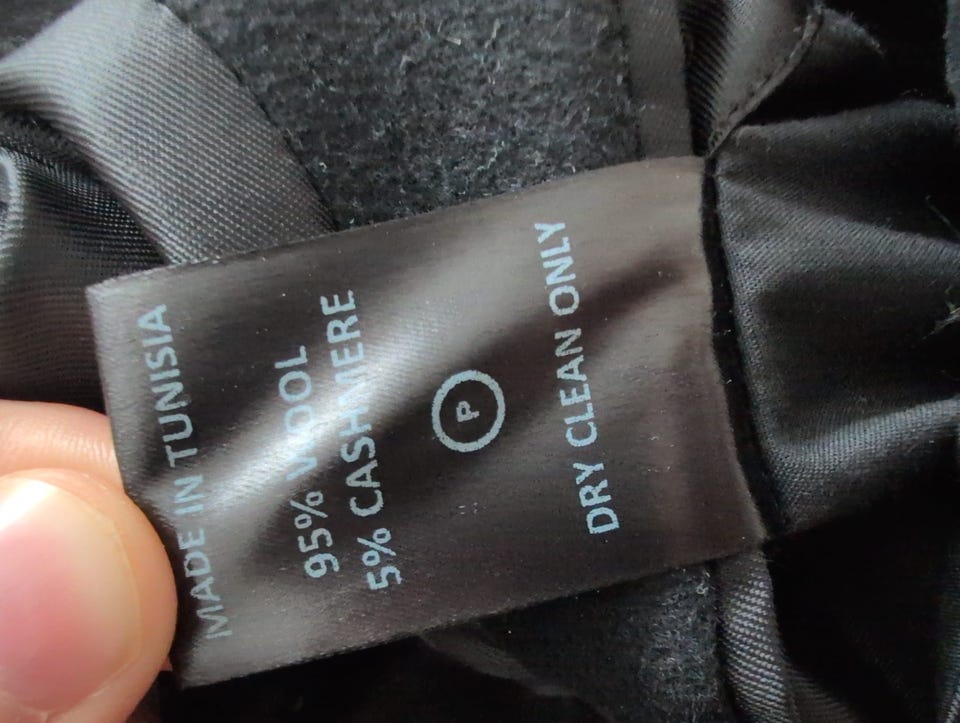 MADE IN TUNISIA
95% WOOL
5% CASHMERE
P
DRY CLEAN ONLY